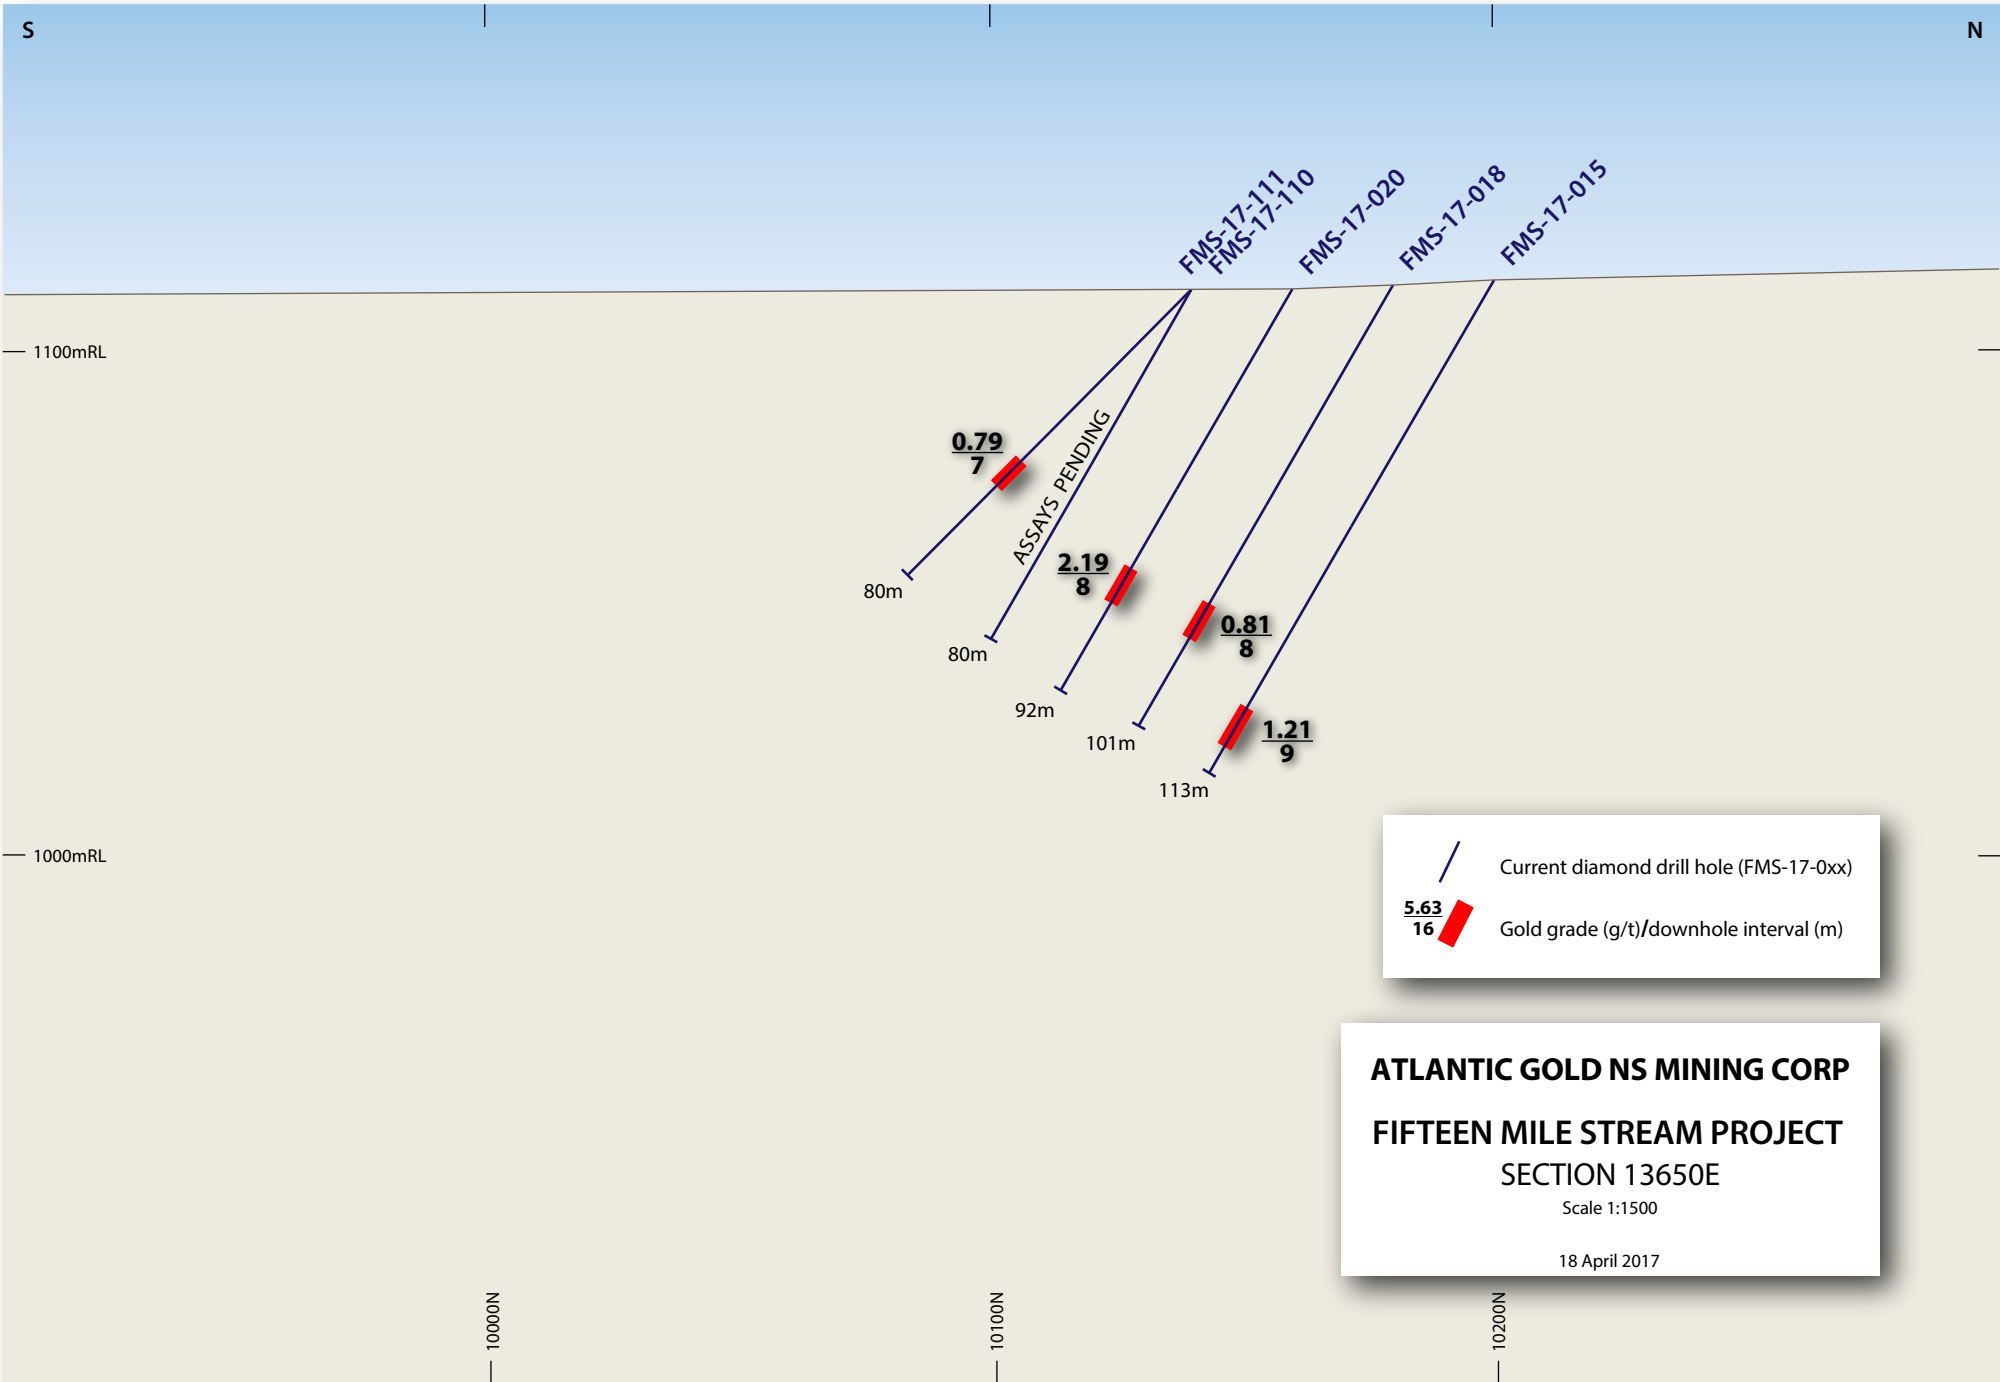 S
N
FMS-17-111
FMS-17-110
FMS-17-020
FMS-17-018
FMS-17-015
1100mRL
0.79
7
ASSAYS PENDING
2.19
8
80m
0.81
8
80m
92m
1.21
9
101m
113m
1000mRL
Current diamond drill hole (FMS-17-0xx)
5.63
16
Gold grade (g/t)/downhole interval (m)
ATLANTIC GOLD NS MINING CORP
FIFTEEN MILE STREAM PROJECT
SECTION 13650E
Scale 1:1500
18 April 2017
10000N
10100N
10200N